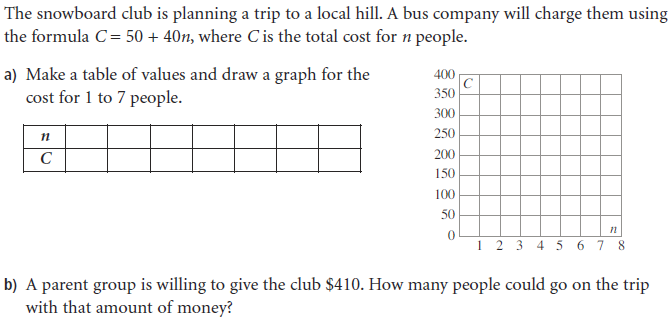 The snowboard club is planning a trip to a local hill. A bus company will charge them using
the formula C = 50 + 40n, where C is the total cost for n people.
a) Make a table of values and draw a graph for the
cost for 1 to 7 people.
n
C
400
350
300
250
200
150
100
50
0
C
n
1 2 3 4 5 6 7 8
b) A parent group is willing to give the club $410. How many people could go on the trip
with that amount of money?